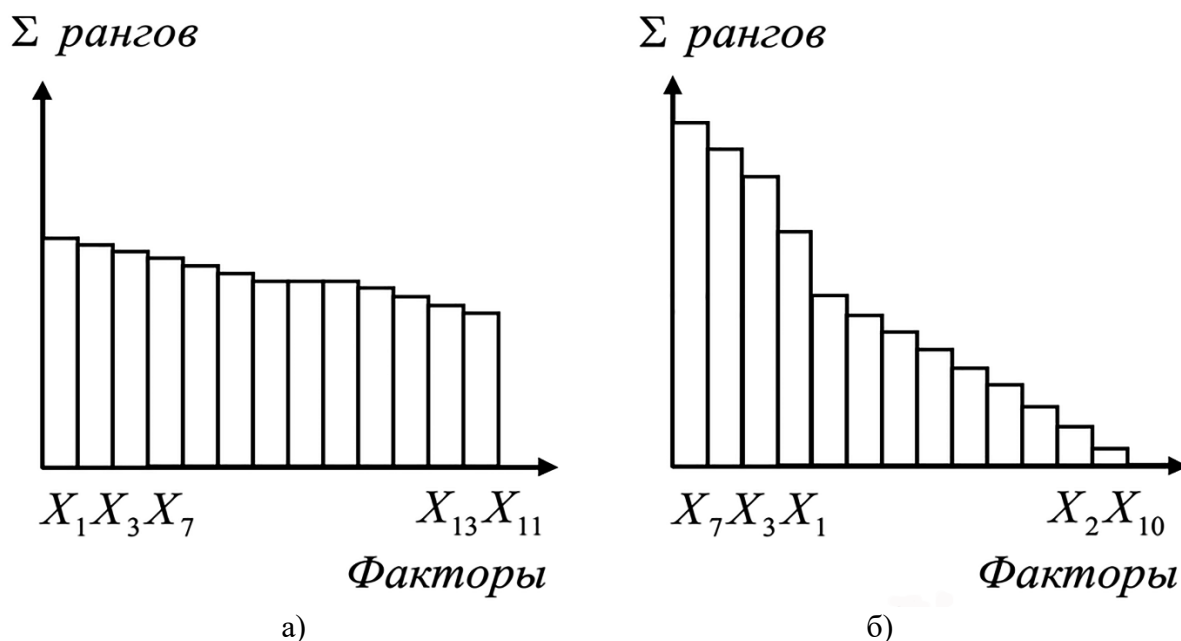 Σ рангов
X₁X₃X₇ X₁₃X₁₁
Факторы
а)
Σ рангов
X₇X₃X₁ X₂X₁₀
Факторы
б)